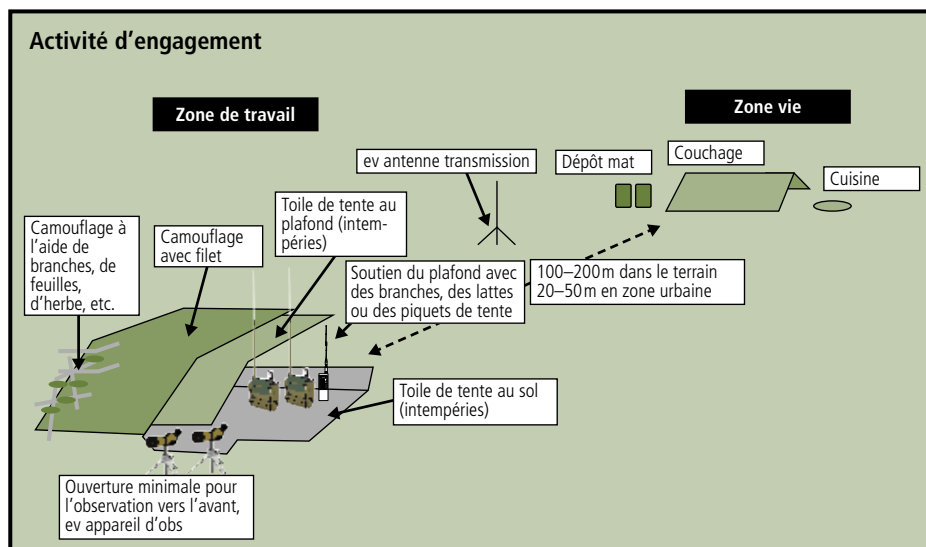 Activité d'engagement
Zone de travail
Zone vie
ev antenne transmission
Dépôt mat
Couchage
Cuisine
Toile de tente au
plafond (intem-
péries)
Camouflage à
l'aide de
branches, de
feuilles,
d'herbe, etc.
Camouflage
avec filet
Soutien du plafond avec
des branches, des lattes
ou des piquets de tente
100–200 m dans le terrain
20–50 m en zone urbaine
Toile de tente au sol
(intempéries)
Ouverture minimale pour
l'observation vers l'avant,
ev appareil d'obs